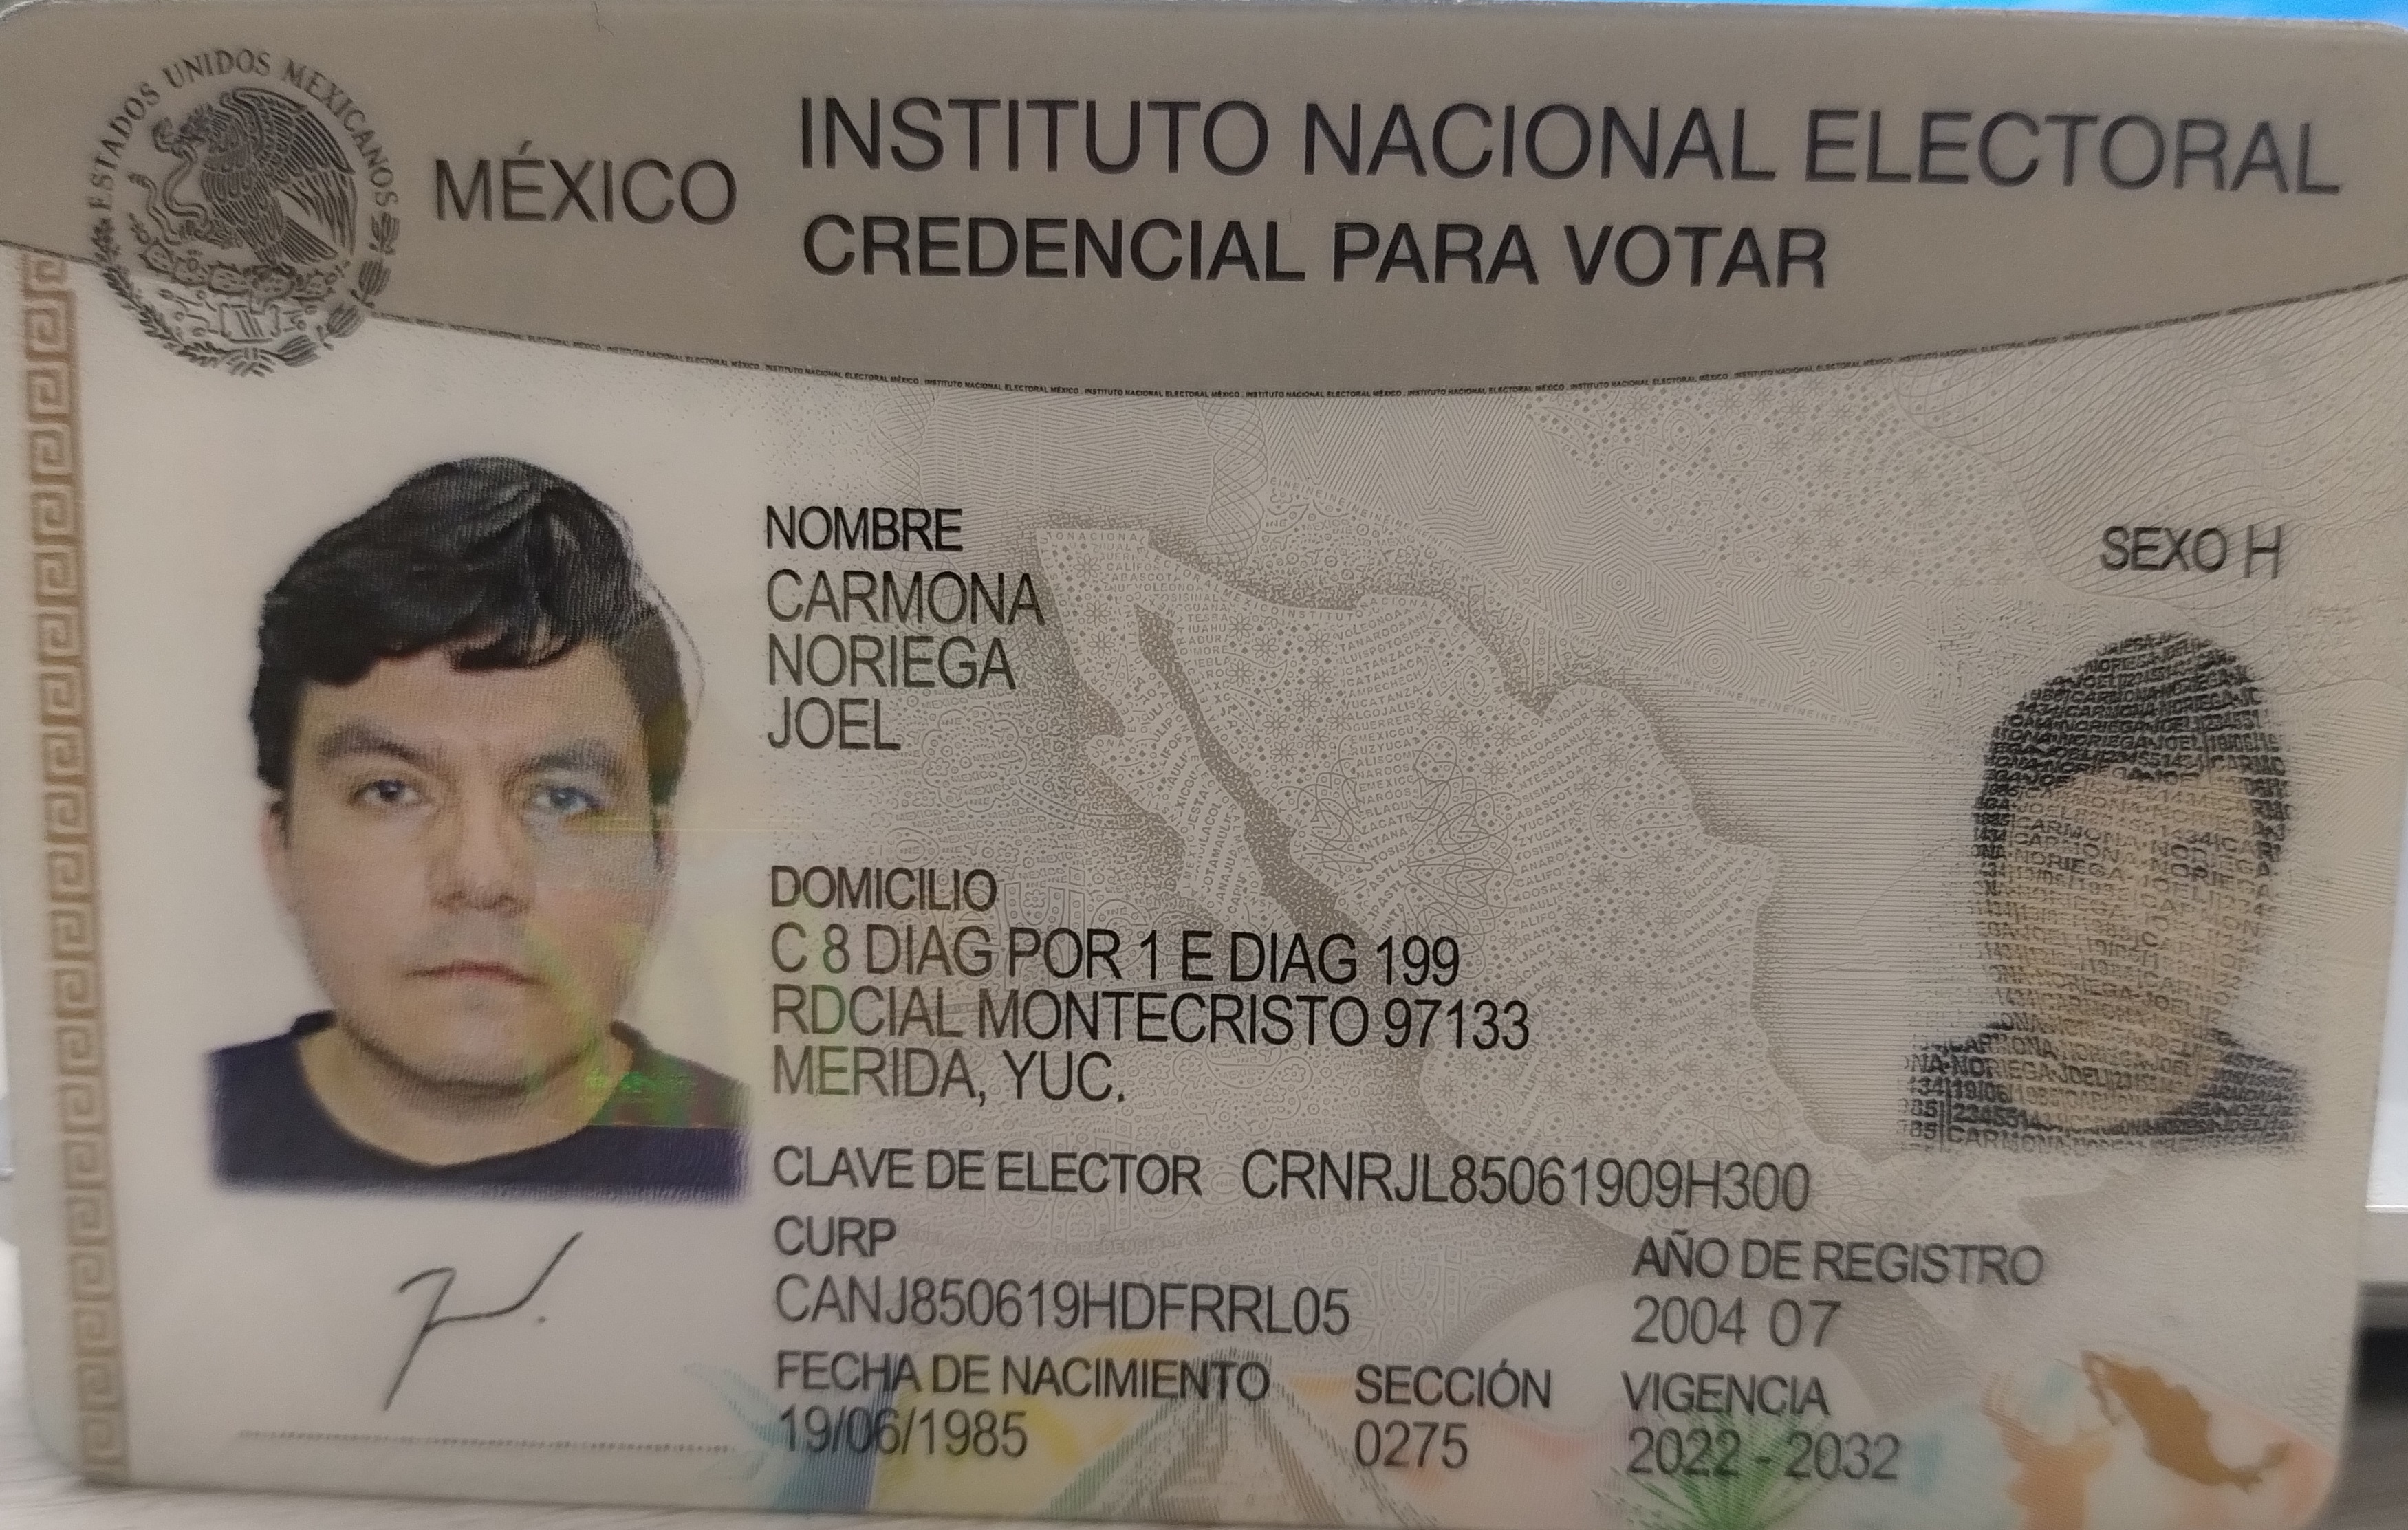 ESTADOS UNIDOS MEXICANOS
MÉXICO
INSTITUTO NACIONAL ELECTORAL
CREDENCIAL PARA VOTAR
NOMBRE
CARMONA
NORIEGA
JOEL
SEXO H
DOMICILIO
C 8 DIAG POR 1 E DIAG 199
RDCIAL MONTECRISTO 97133
MERIDA, YUC.
CLAVE DE ELECTOR CRNRJL85061909H300
CURP
CANJ850619HDFRRL05
AÑO DE REGISTRO
2004 07
FECHA DE NACIMIENTO
19/06/1985
SECCIÓN
0275
VIGENCIA
2022 - 2032